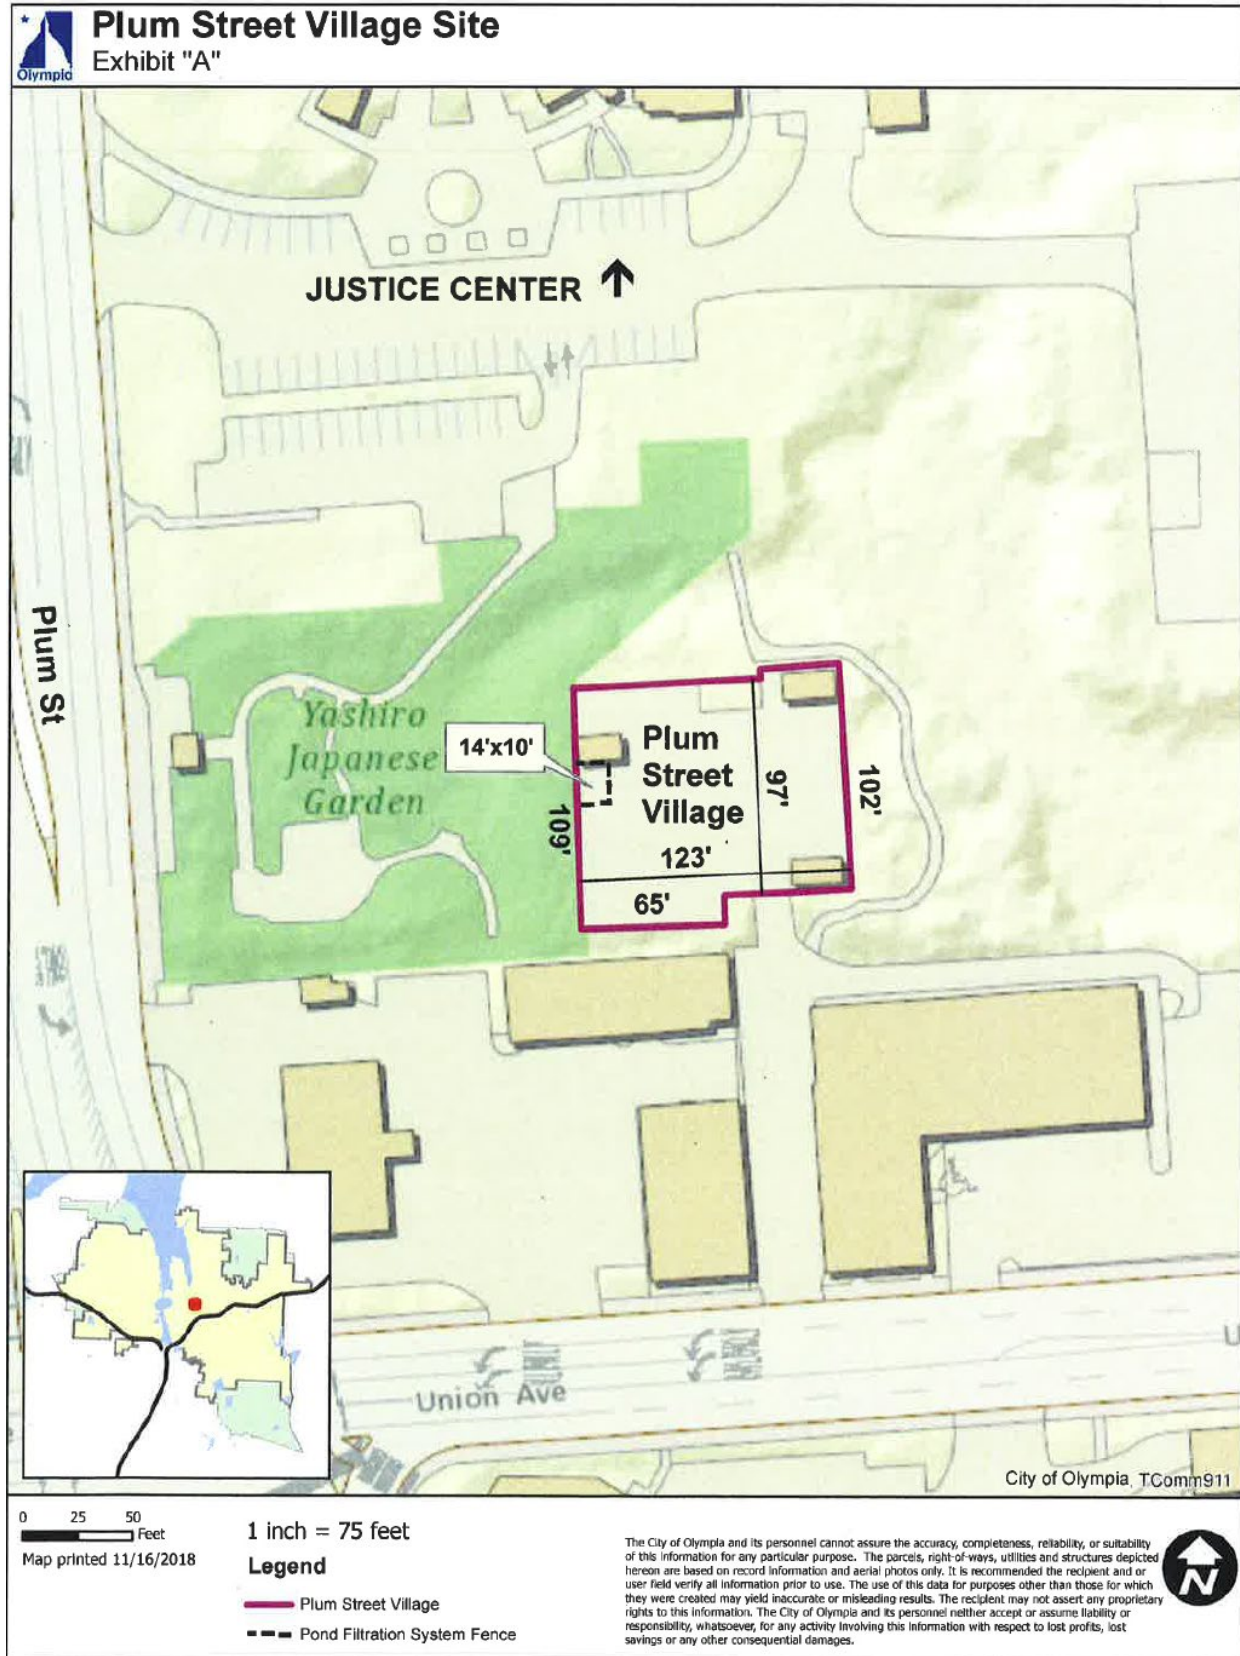 Plum Street Village Site
Exhibit "A"
Olympia
JUSTICE CENTER
Plum St
Yashiro
Japanese
Garden
14'x10'
Plum
Street
Village
97'
102'
109'
123'
65'
Union Ave
U
City of Olympia, TComm911
0 25 50
Feet
Map printed 11/16/2018
1 inch = 75 feet
Legend
Plum Street Village
Pond Filtration System Fence
The City of Olympia and its personnel cannot assure the accuracy, completeness, reliability, or suitability
of this information for any particular purpose. The parcels, right-of-ways, utilities and structures depicted
hereon are based on record information and aerial photos only. It is recommended the recipient and or
user field verify all information prior to use. The use of this data for purposes other than those for which
they were created may yield inaccurate or misleading results. The recipient may not assert any proprietary
rights to this information. The City of Olympia and its personnel neither accept or assume liability or
responsibility, whatsoever, for any activity involving this information with respect to lost profits, lost
savings or any other consequential damages.
N